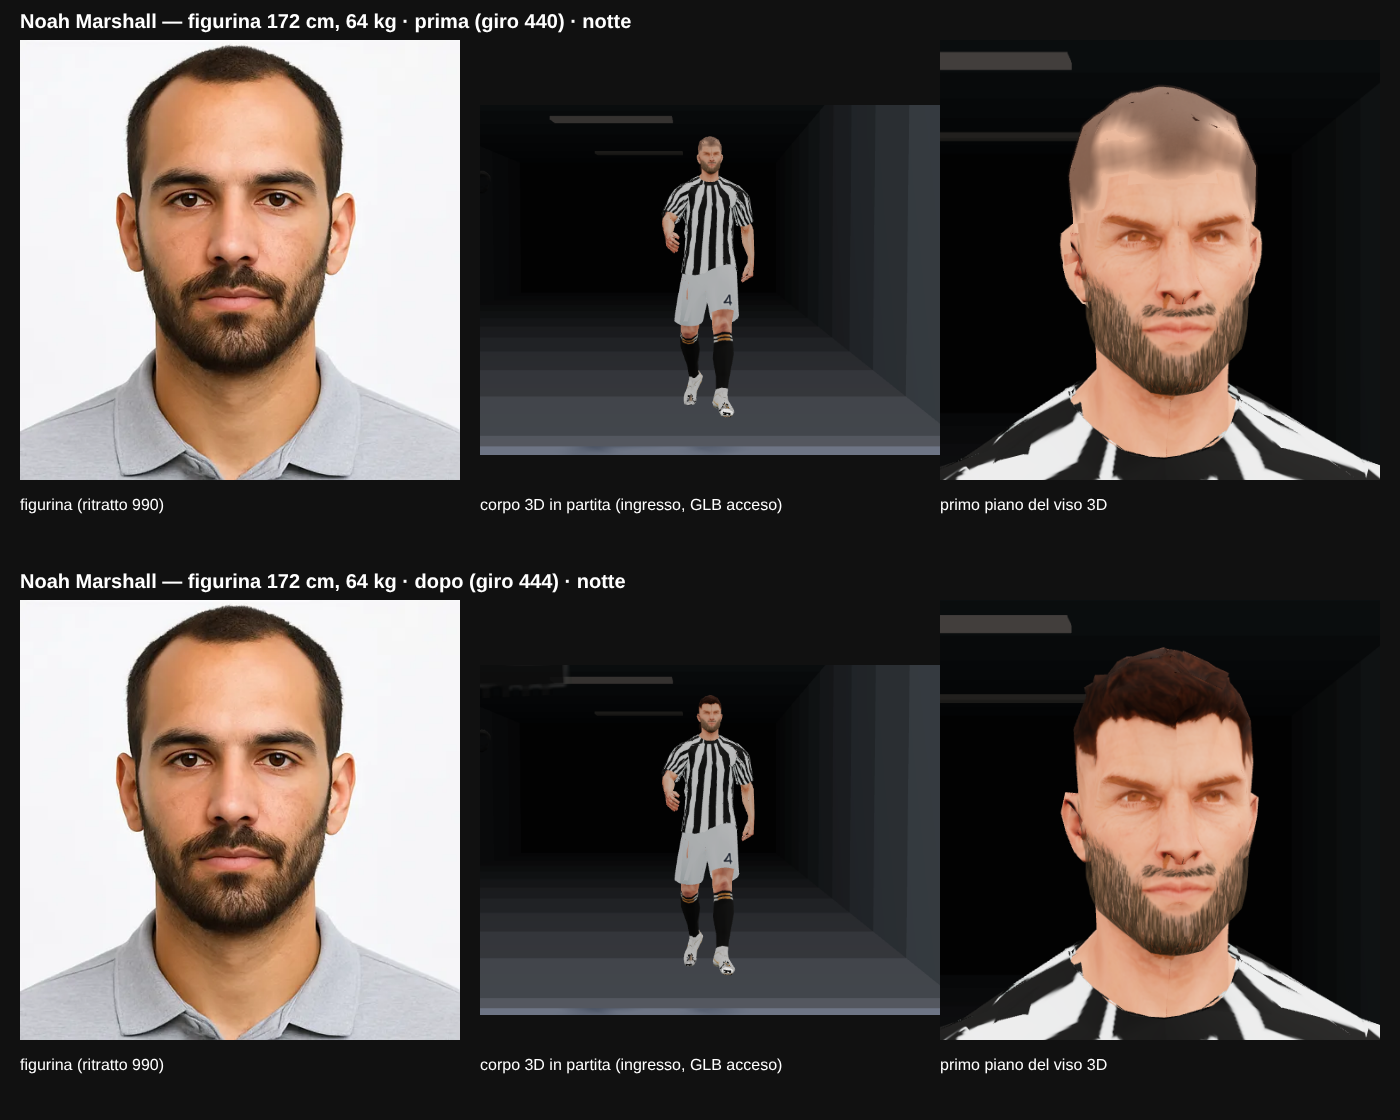 Noah Marshall — figurina 172 cm, 64 kg · prima (giro 440) · notte
4
figurina (ritratto 990)
corpo 3D in partita (ingresso, GLB acceso)
primo piano del viso 3D
Noah Marshall — figurina 172 cm, 64 kg · dopo (giro 444) · notte
4
figurina (ritratto 990)
corpo 3D in partita (ingresso, GLB acceso)
primo piano del viso 3D